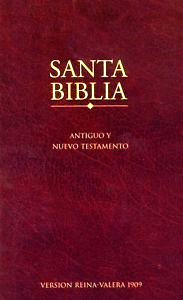 SANTA
BIBLIA
ANTIGUO Y
NUEVO TESTAMENTO
VERSION REINA-VALERA 1909